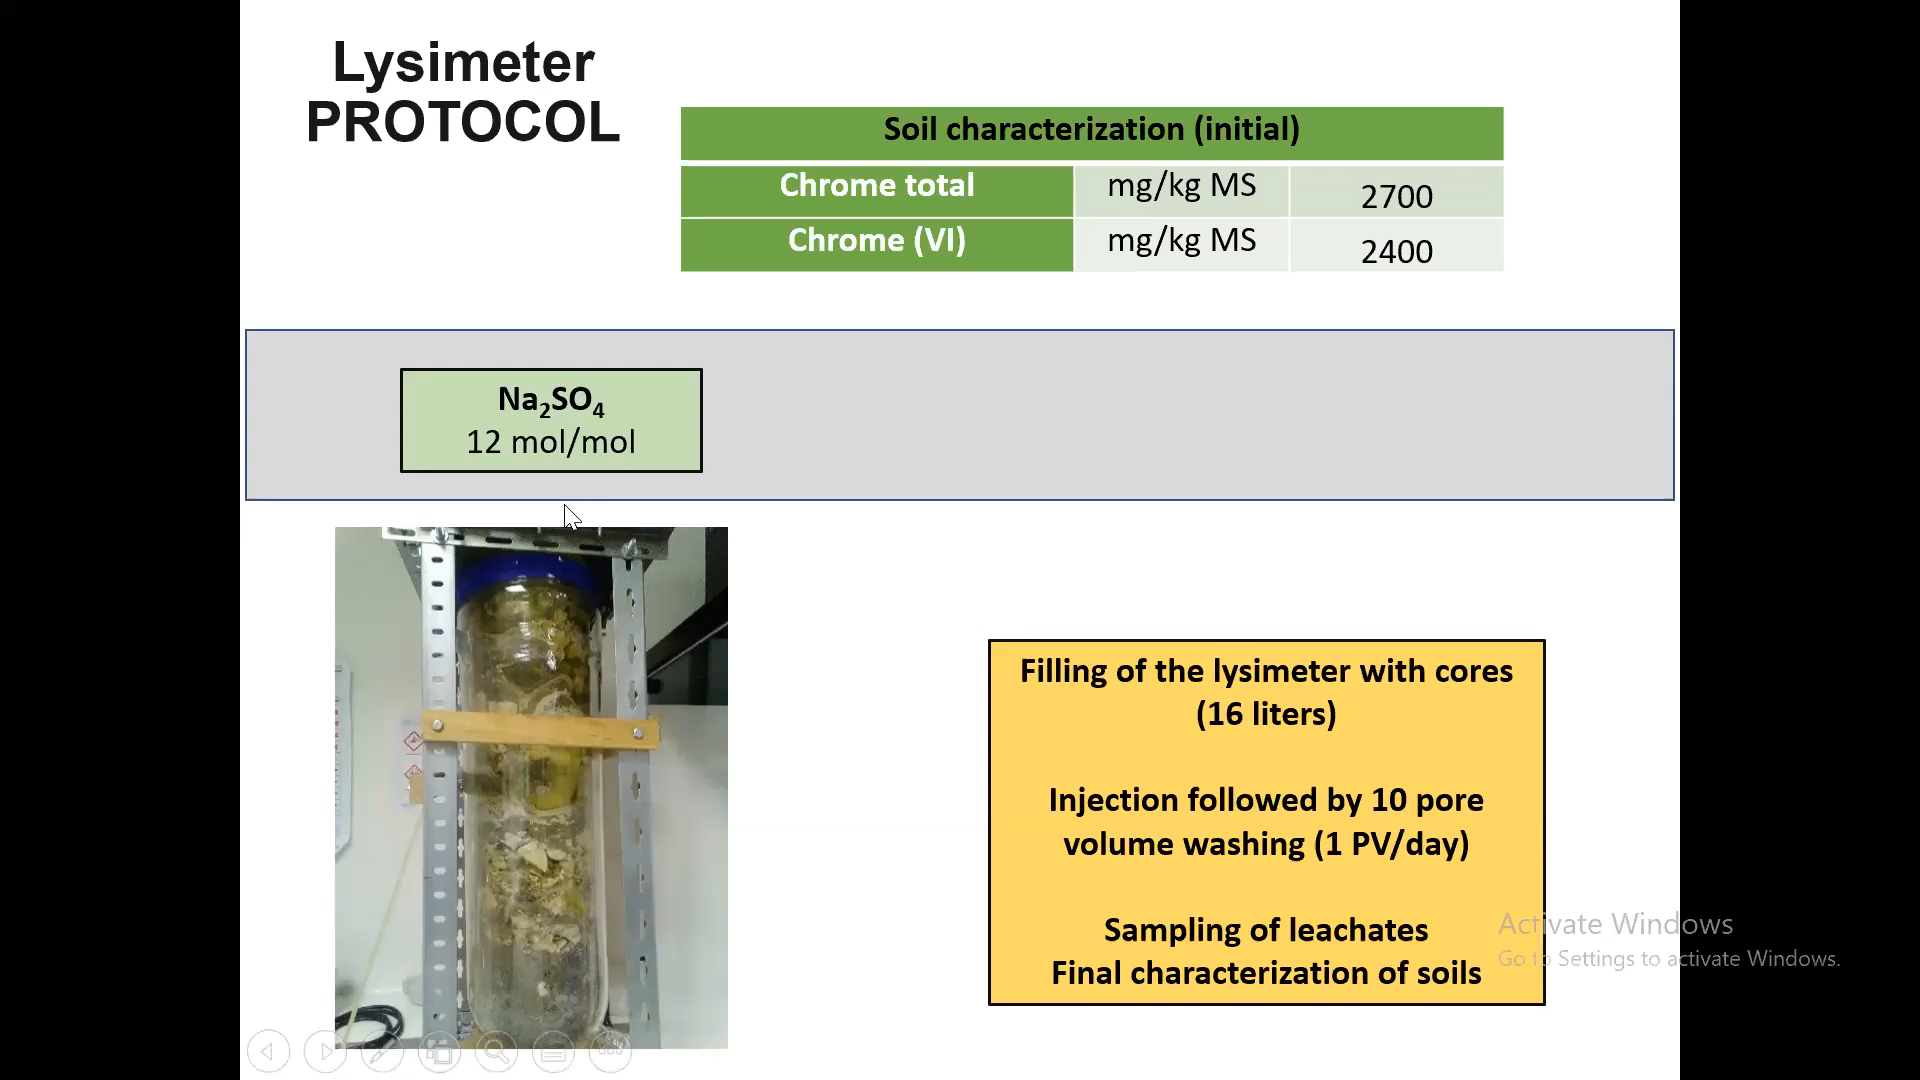 Lysimeter
PROTOCOL
Soil characterization (initial)
Chrome total mg/kg MS 2700
Chrome (VI) mg/kg MS 2400
Na₂SO₄
12 mol/mol
Filling of the lysimeter with cores
(16 liters)
Injection followed by 10 pore
volume washing (1 PV/day)
Sampling of leachates
Final characterization of soils
Activate Windows
Go to Settings to activate Windows.